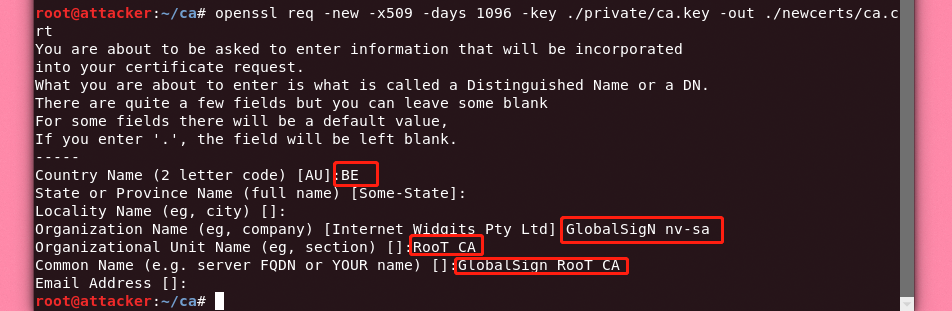 root@attacker:~/ca# openssl req -new -x509 -days 1096 -key ./private/ca.key -out ./newcerts/ca.c
rt
You are about to be asked to enter information that will be incorporated
into your certificate request.
What you are about to enter is what is called a Distinguished Name or a DN.
There are quite a few fields but you can leave some blank
For some fields there will be a default value,
If you enter '.', the field will be left blank.
-----
Country Name (2 letter code) [AU]:BE
State or Province Name (full name) [Some-State]:
Locality Name (eg, city) []:
Organization Name (eg, company) [Internet Widgits Pty Ltd]:GlobalSigN nv-sa
Organizational Unit Name (eg, section) []:RooT CA
Common Name (e.g. server FQDN or YOUR name) []:GlobalSign RooT CA
Email Address []:
root@attacker:~/ca#